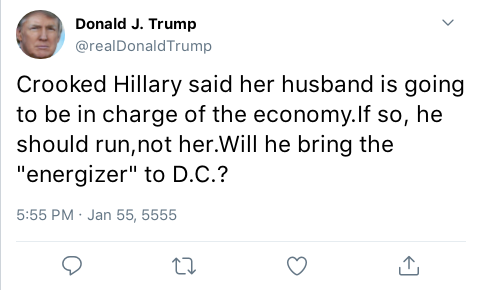 Donald J. Trump
@realDonaldTrump
Crooked Hillary said her husband is going
to be in charge of the economy.If so, he
should run,not her.Will he bring the
"energizer" to D.C.?
5:55 PM · Jan 55, 5555